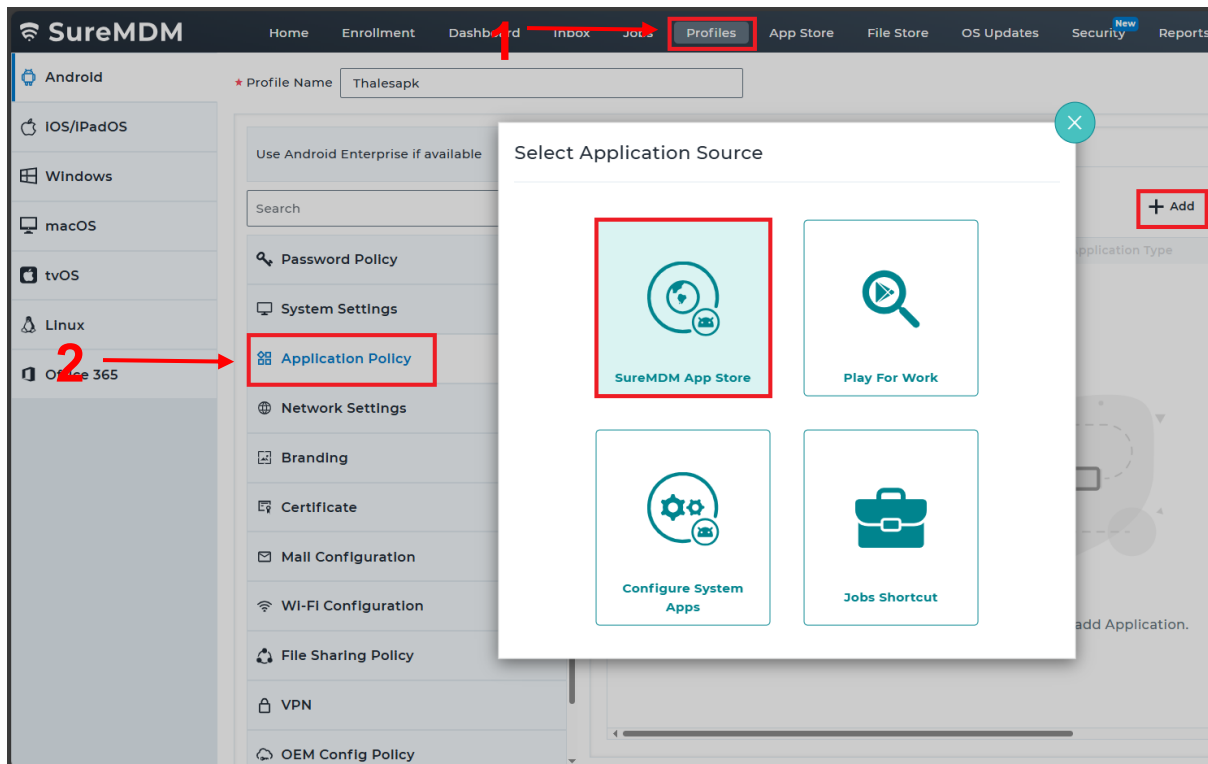 SureMDM
Home
Enrollment
Dashboard
Inbox
Jobs
Profiles
App Store
File Store
OS Updates
Security
New
Reports
1
Android
iOS/iPadOS
Windows
macOS
tvOS
Linux
Office 365
* Profile Name
Thalesapk
Use Android Enterprise if available
Search
Password Policy
System Settings
2
Application Policy
Network Settings
Branding
Certificate
Mail Configuration
Wi-Fi Configuration
File Sharing Policy
VPN
OEM Config Policy
Select Application Source
SureMDM App Store
Play For Work
Configure System
Apps
Jobs Shortcut
+ Add
Application Type
add Application.